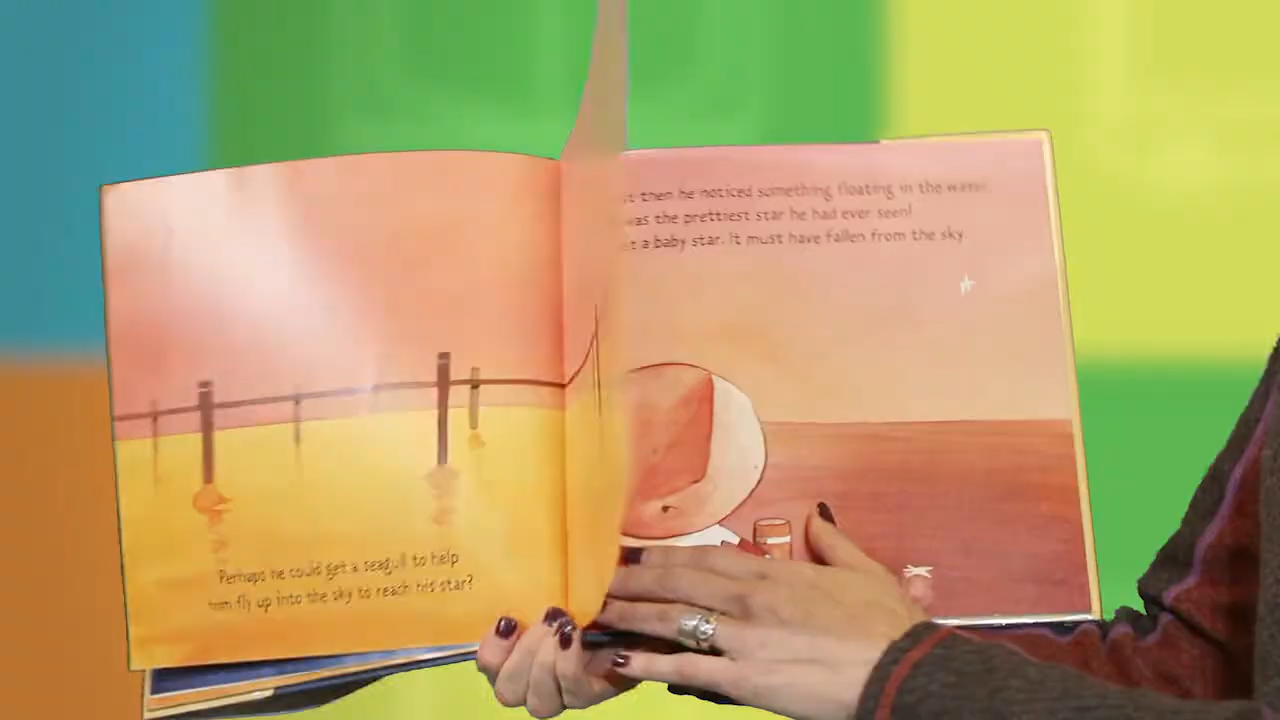 Perhaps he could get a seagull to help
him fly up into the sky to reach his star?
then he noticed something floating in the water.
was the prettiest star he had ever seen!
a baby star. It must have fallen from the sky.